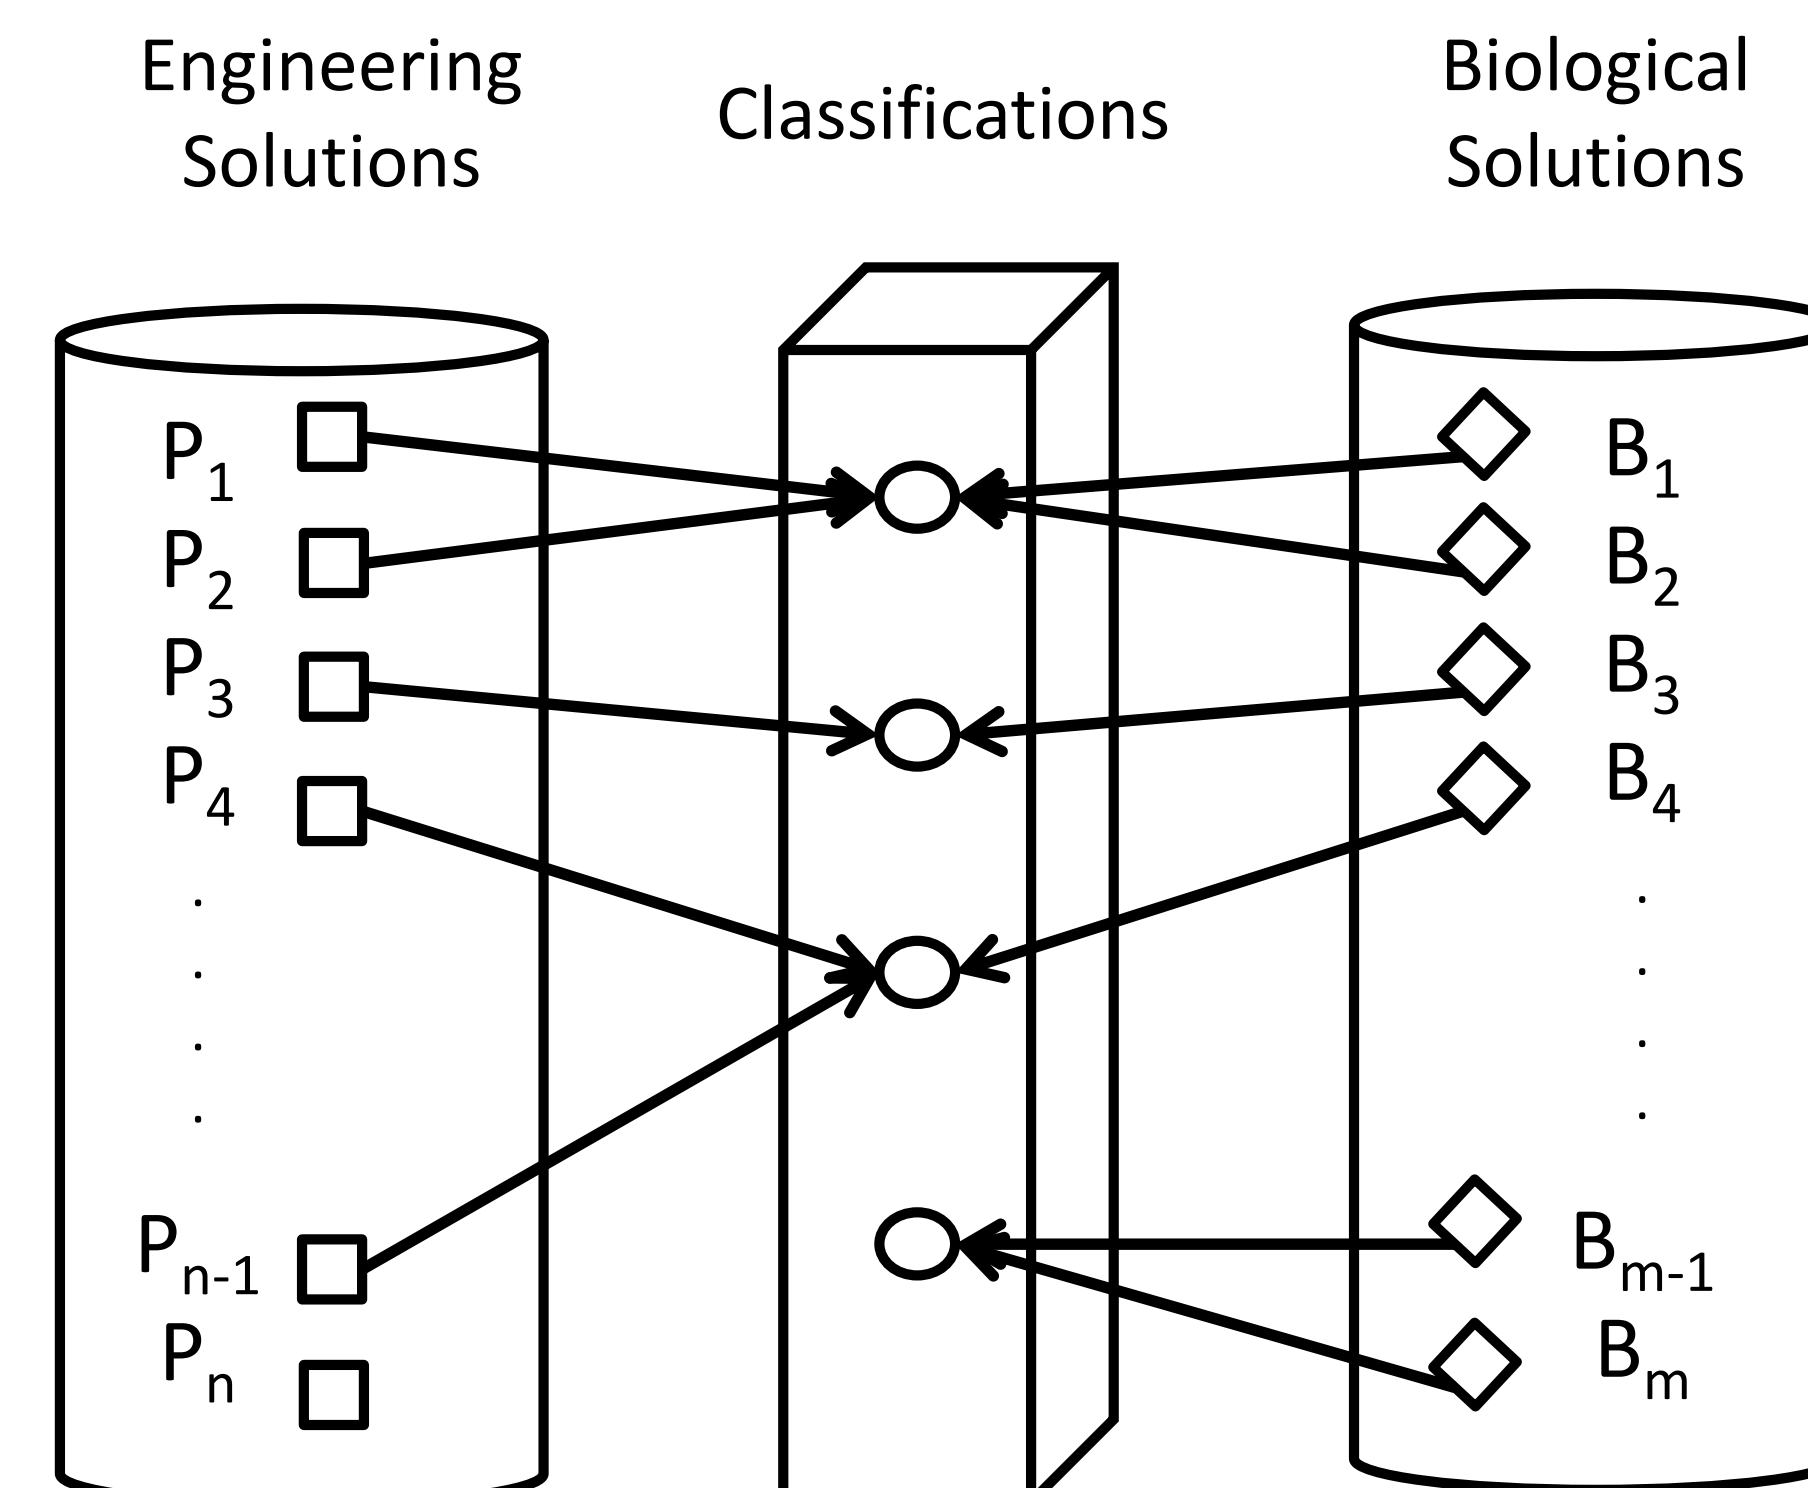 Engineering
Solutions
Classifications
Biological
Solutions
P1
P2
P3
P4
.
.
.
.
Pn-1
Pn
B1
B2
B3
B4
.
.
.
.
Bm-1
Bm